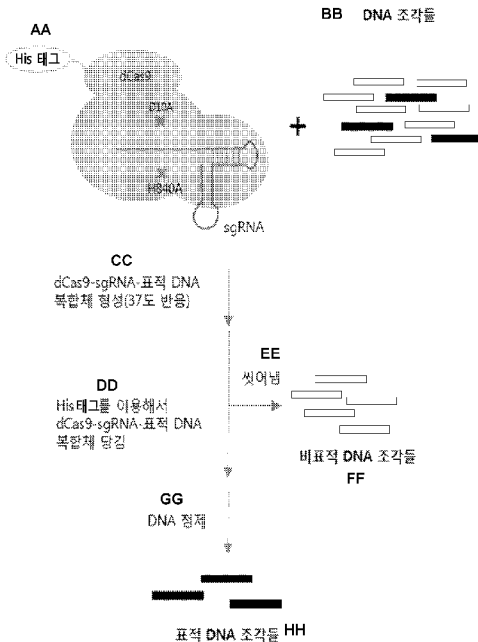 AA
His 태그
dCas9
D10A
H840A
sgRNA
BB DNA 조각들
+
CC
dCas9-sgRNA-표적 DNA
복합체 형성(37도 반응)
EE
씻어냄
DD
His태그를 이용해서
dCas9-sgRNA-표적 DNA
복합체 당김
비표적 DNA 조각들
FF
GG
DNA 정제
표적 DNA 조각들 HH